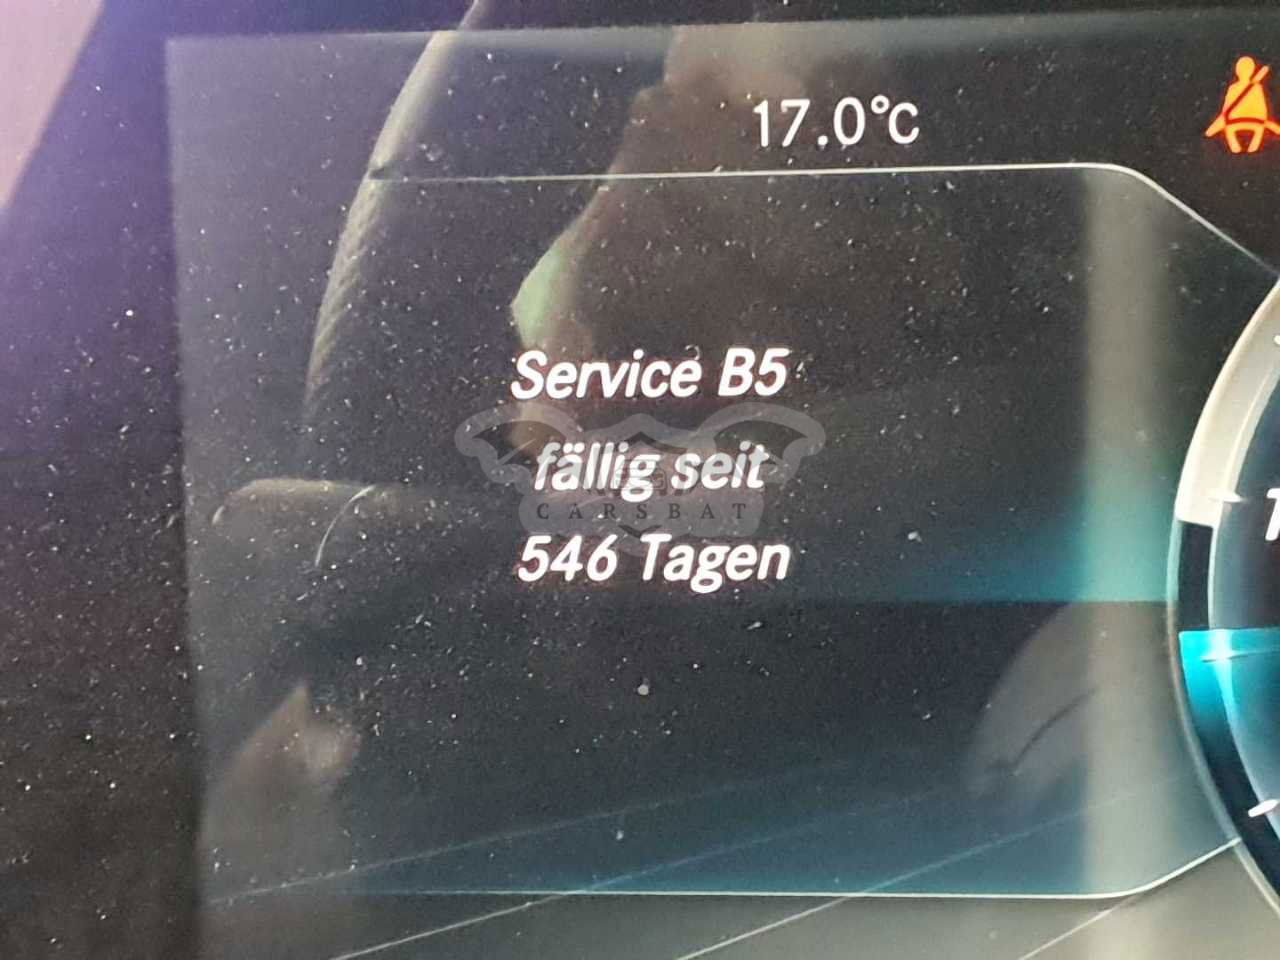 17.0°C
Service B5
fällig seit
CARSBAT
546 Tagen